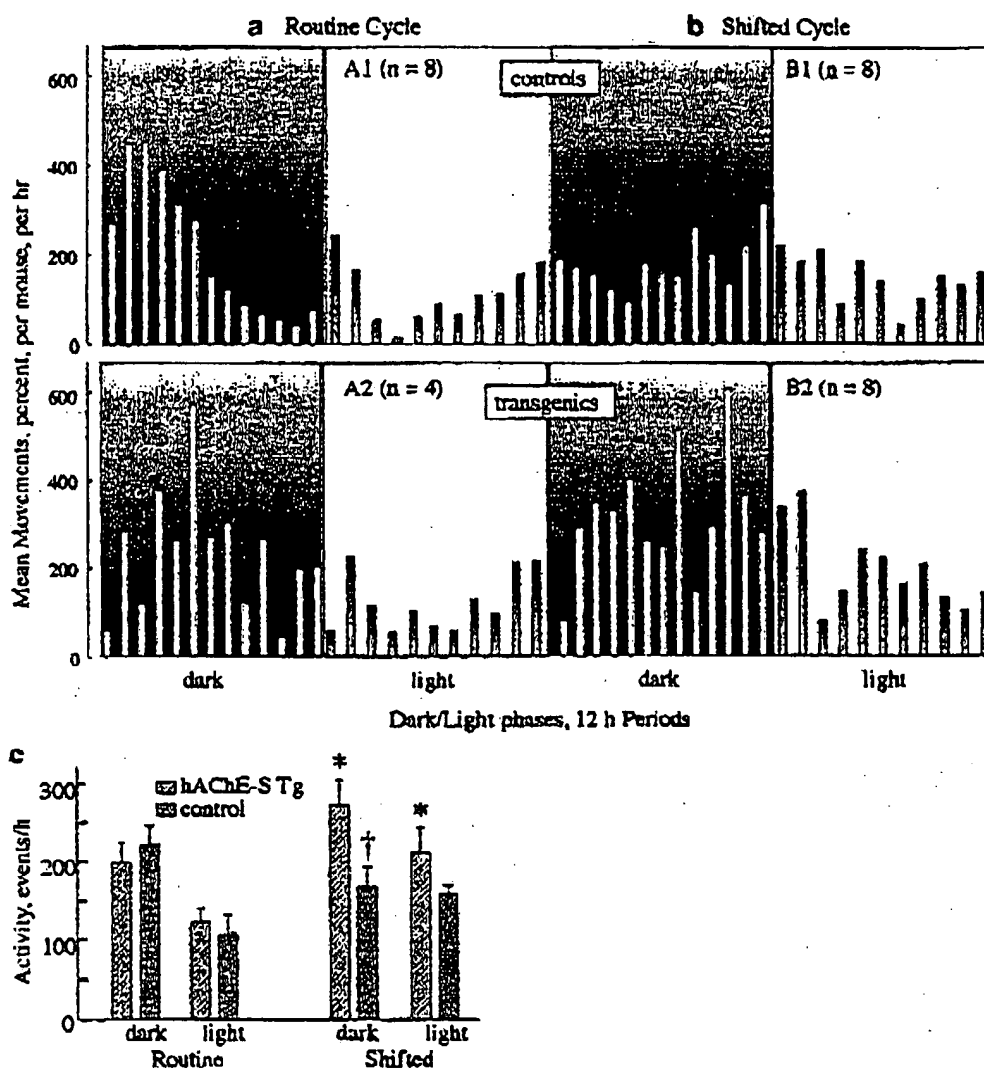 a Routine Cycle
b Shifted Cycle
Mean Movements, percent, per mouse, per hr
600
400
200
0
A1 (n = 8)
controls
B1 (n = 8)
600
400
200
0
A2 (n = 4)
transgenics
B2 (n = 8)
dark
light
dark
light
Dark/Light phases, 12 h Periods
c
Activity, events/h
300
200
100
0
hAChE-S Tg
control
*
†
*
dark
light
dark
light
Routine
Shifted